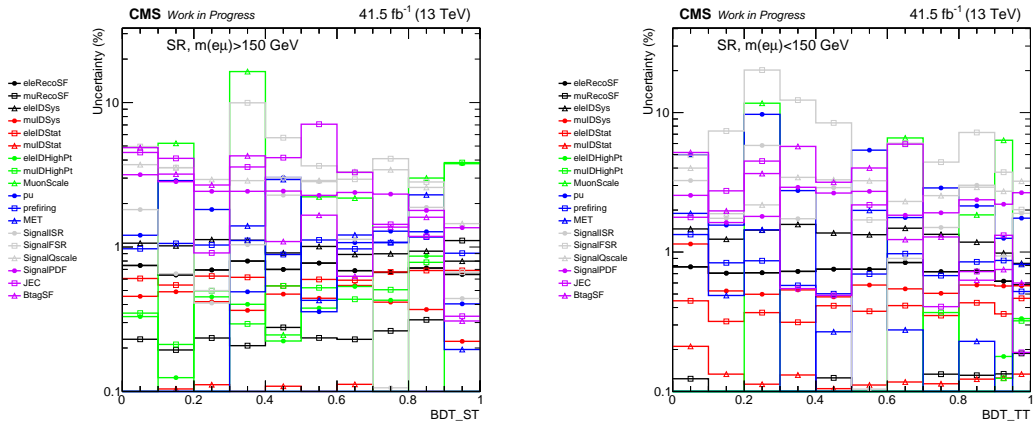 CMS Work in Progress 41.5 fb⁻¹ (13 TeV)
SR, m(eμ)>150 GeV
Uncertainty (%)
10
1
0.1
eleRecoSF
muRecoSF
eleIDSys
muIDSys
eleIDStat
muIDStat
eleIDHighPt
muIDHighPt
MuonScale
pu
prefiring
MET
SignalISR
SignalFSR
SignalQscale
SignalPDF
JEC
BtagSF
0 0.2 0.4 0.6 0.8 1
BDT_ST
CMS Work in Progress 41.5 fb⁻¹ (13 TeV)
SR, m(eμ)<150 GeV
Uncertainty (%)
10
1
0.1
eleRecoSF
muRecoSF
eleIDSys
muIDSys
eleIDStat
muIDStat
eleIDHighPt
muIDHighPt
MuonScale
pu
prefiring
MET
SignalISR
SignalFSR
SignalQscale
SignalPDF
JEC
BtagSF
0 0.2 0.4 0.6 0.8 1
BDT_TT